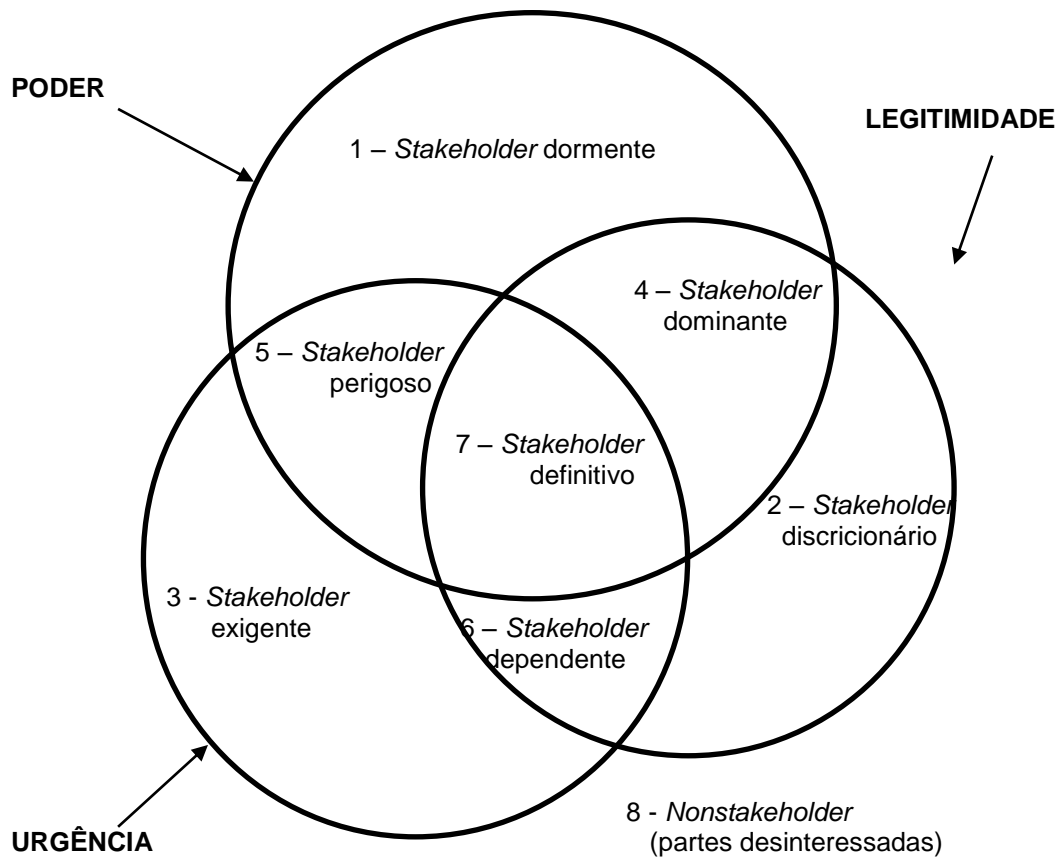 PODER
LEGITIMIDADE
1 – Stakeholder dormente
4 – Stakeholder
dominante
5 – Stakeholder
perigoso
7 – Stakeholder
definitivo
2 – Stakeholder
discricionário
3 - Stakeholder
exigente
6 – Stakeholder
dependente
8 - Nonstakeholder
(partes desinteressadas)
URGÊNCIA